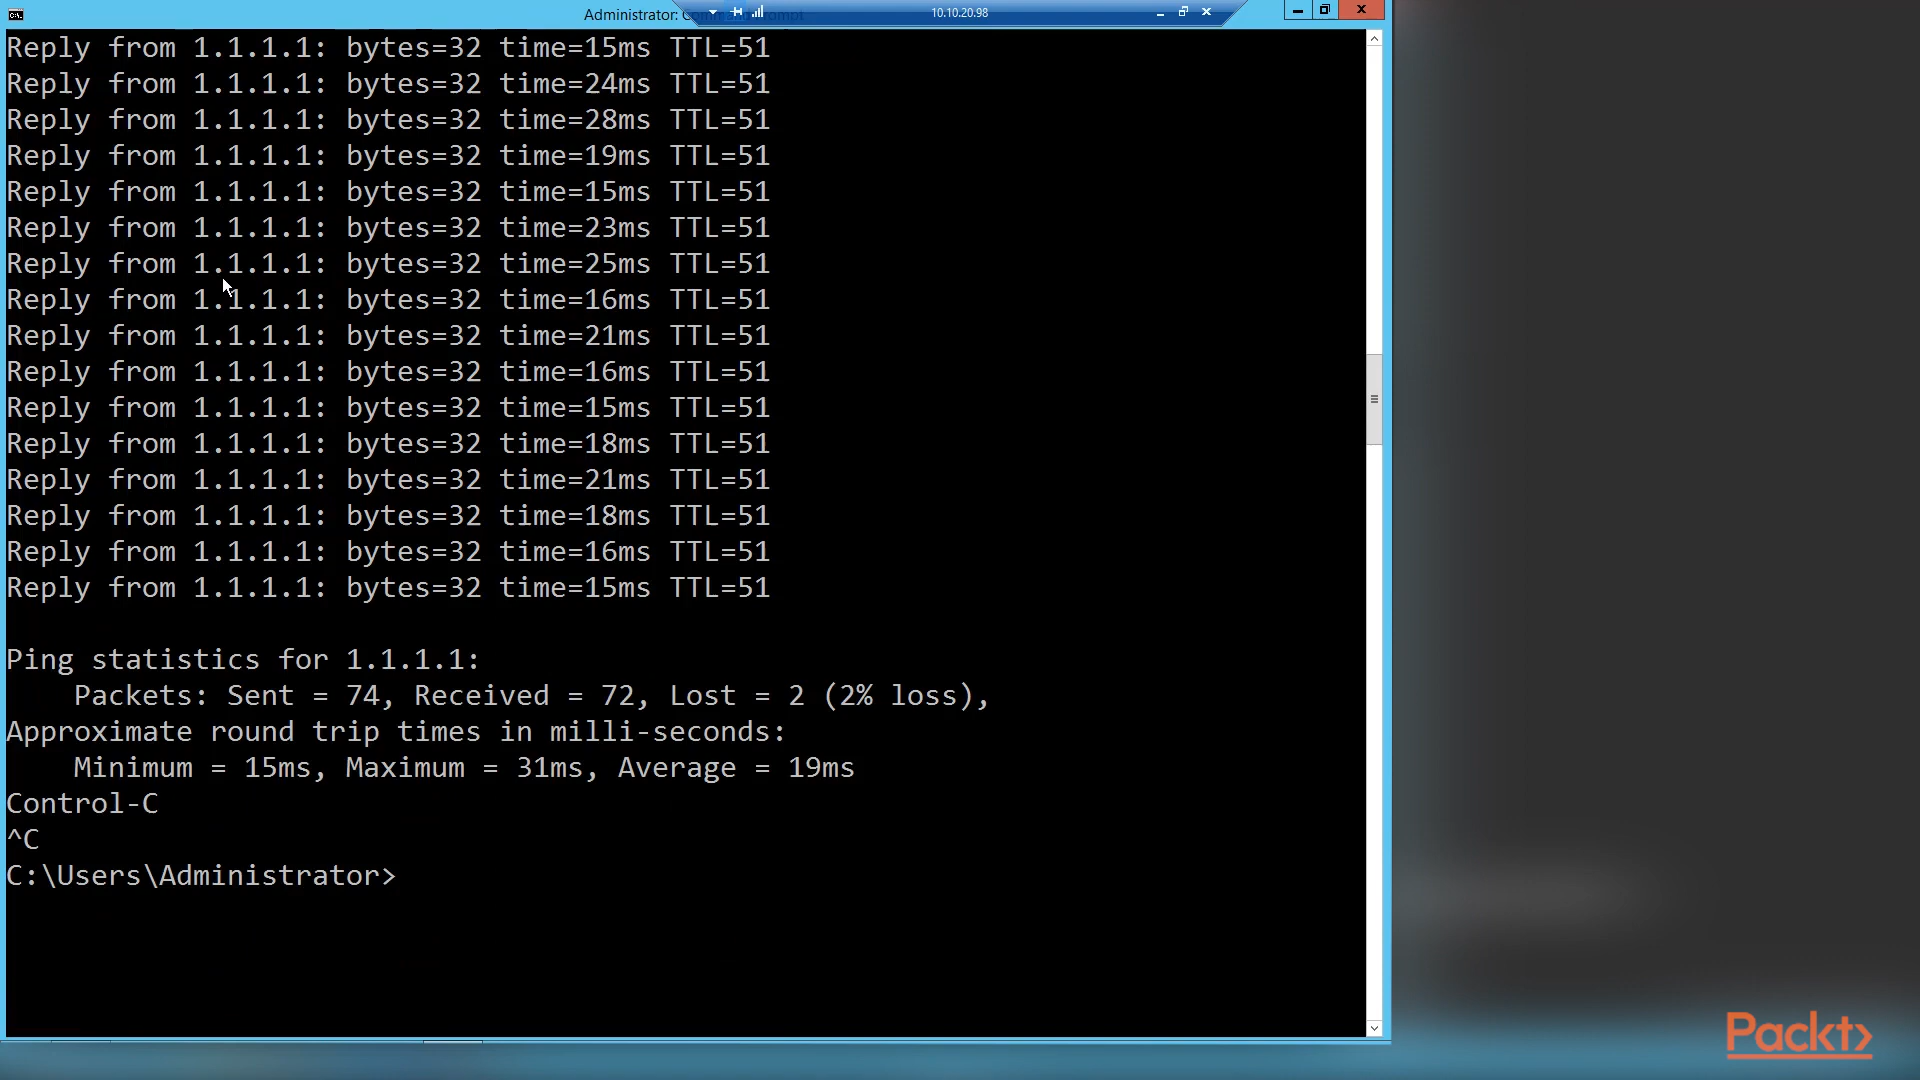 Administrator: Command Prompt
10.10.20.98
Reply from 1.1.1.1: bytes=32 time=15ms TTL=51
Reply from 1.1.1.1: bytes=32 time=24ms TTL=51
Reply from 1.1.1.1: bytes=32 time=28ms TTL=51
Reply from 1.1.1.1: bytes=32 time=19ms TTL=51
Reply from 1.1.1.1: bytes=32 time=15ms TTL=51
Reply from 1.1.1.1: bytes=32 time=23ms TTL=51
Reply from 1.1.1.1: bytes=32 time=25ms TTL=51
Reply from 1.1.1.1: bytes=32 time=16ms TTL=51
Reply from 1.1.1.1: bytes=32 time=21ms TTL=51
Reply from 1.1.1.1: bytes=32 time=16ms TTL=51
Reply from 1.1.1.1: bytes=32 time=15ms TTL=51
Reply from 1.1.1.1: bytes=32 time=18ms TTL=51
Reply from 1.1.1.1: bytes=32 time=21ms TTL=51
Reply from 1.1.1.1: bytes=32 time=18ms TTL=51
Reply from 1.1.1.1: bytes=32 time=16ms TTL=51
Reply from 1.1.1.1: bytes=32 time=15ms TTL=51
Ping statistics for 1.1.1.1:
Packets: Sent = 74, Received = 72, Lost = 2 (2% loss),
Approximate round trip times in milli-seconds:
Minimum = 15ms, Maximum = 31ms, Average = 19ms
Control-C
^C
C:\Users\Administrator>
Packt>